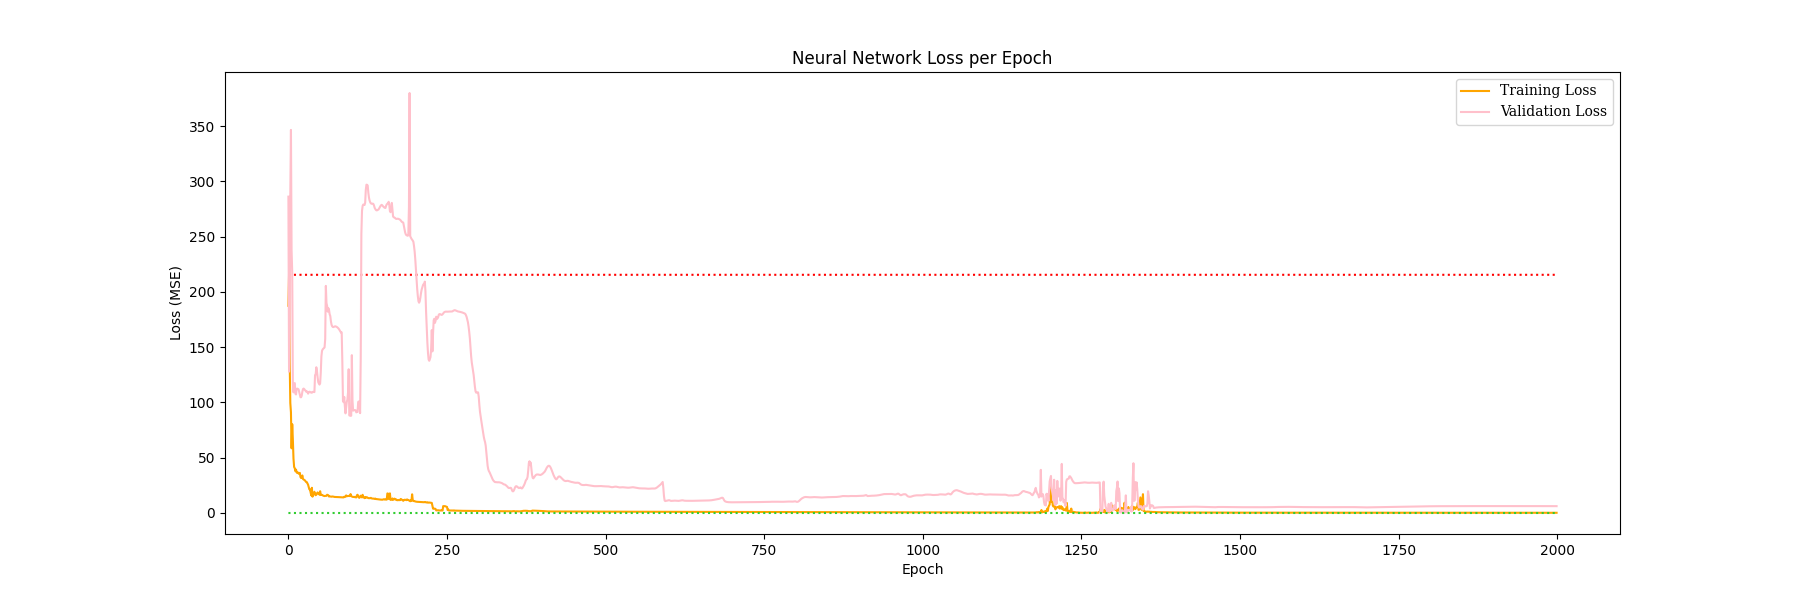 Neural Network Loss per Epoch
Training Loss
Validation Loss
350
300
250
200
150
100
50
0
Loss (MSE)
0 250 500 750 1000 1250 1500 1750 2000
Epoch